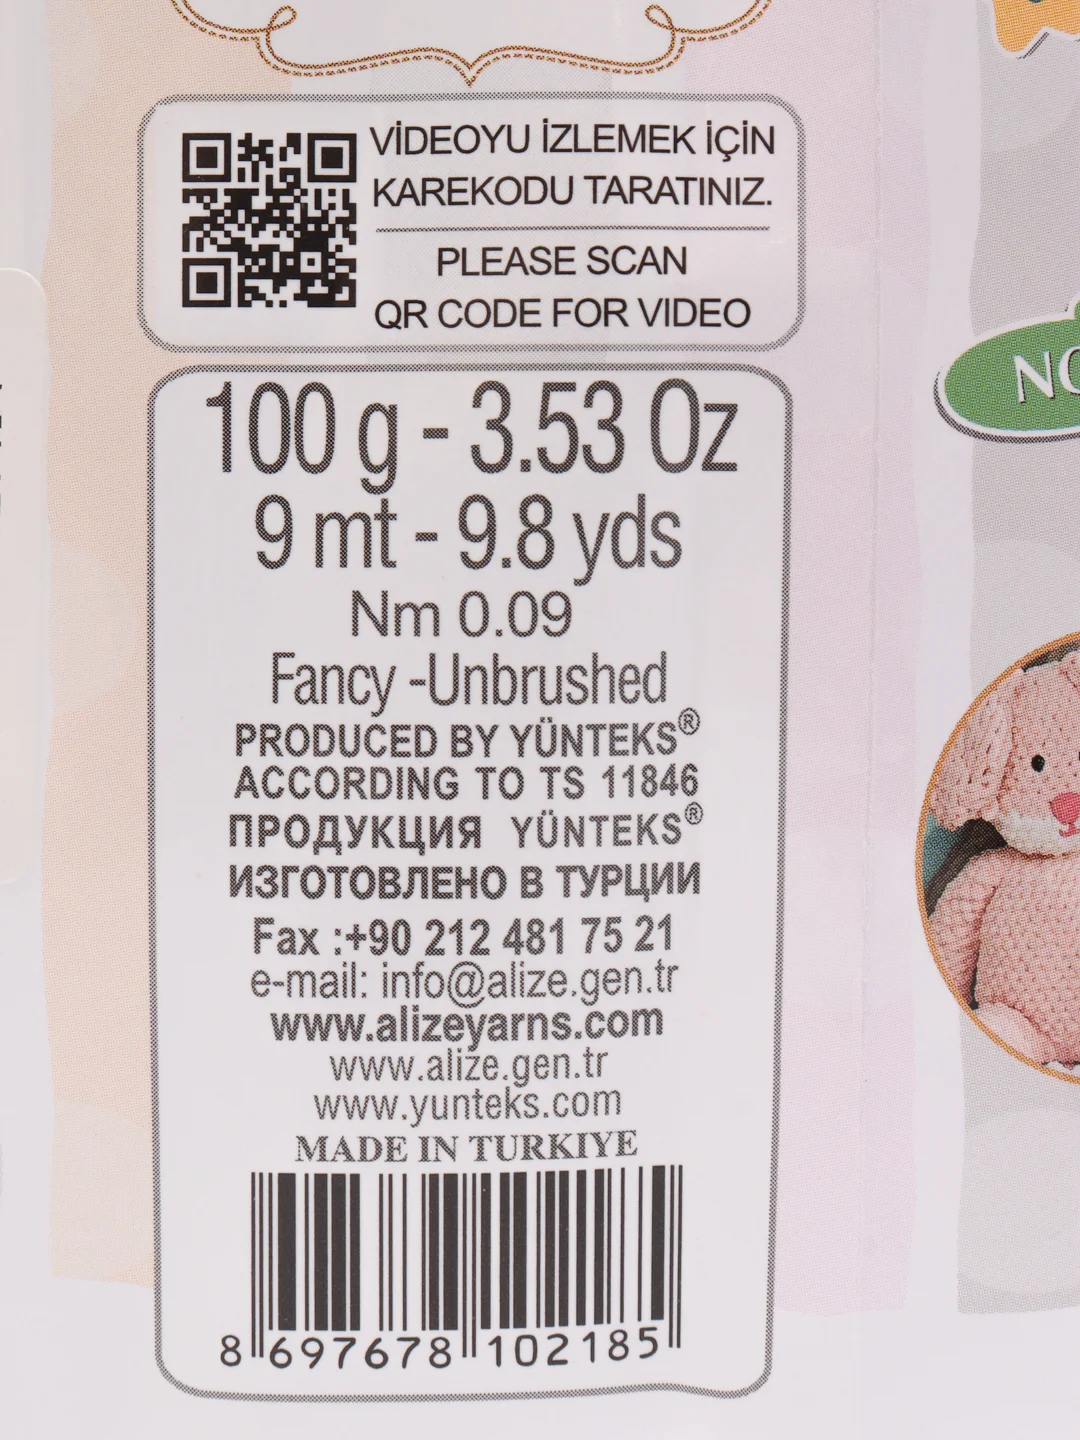 VİDEOYU İZLEMEK İÇİN
KAREKODU TARATINIZ.
PLEASE SCAN
QR CODE FOR VIDEO
100 g - 3.53 Oz
9 mt - 9.8 yds
Nm 0.09
Fancy -Unbrushed
PRODUCED BY YÜNTEKS®
ACCORDING TO TS 11846
ПРОДУКЦИЯ YÜNTEKS®
ИЗГОТОВЛЕНО В ТУРЦИИ
Fax :+90 212 481 75 21
e-mail: info@alize.gen.tr
www.alizeyarns.com
www.alize.gen.tr
www.yunteks.com
MADE IN TURKIYE
8 697678 102185